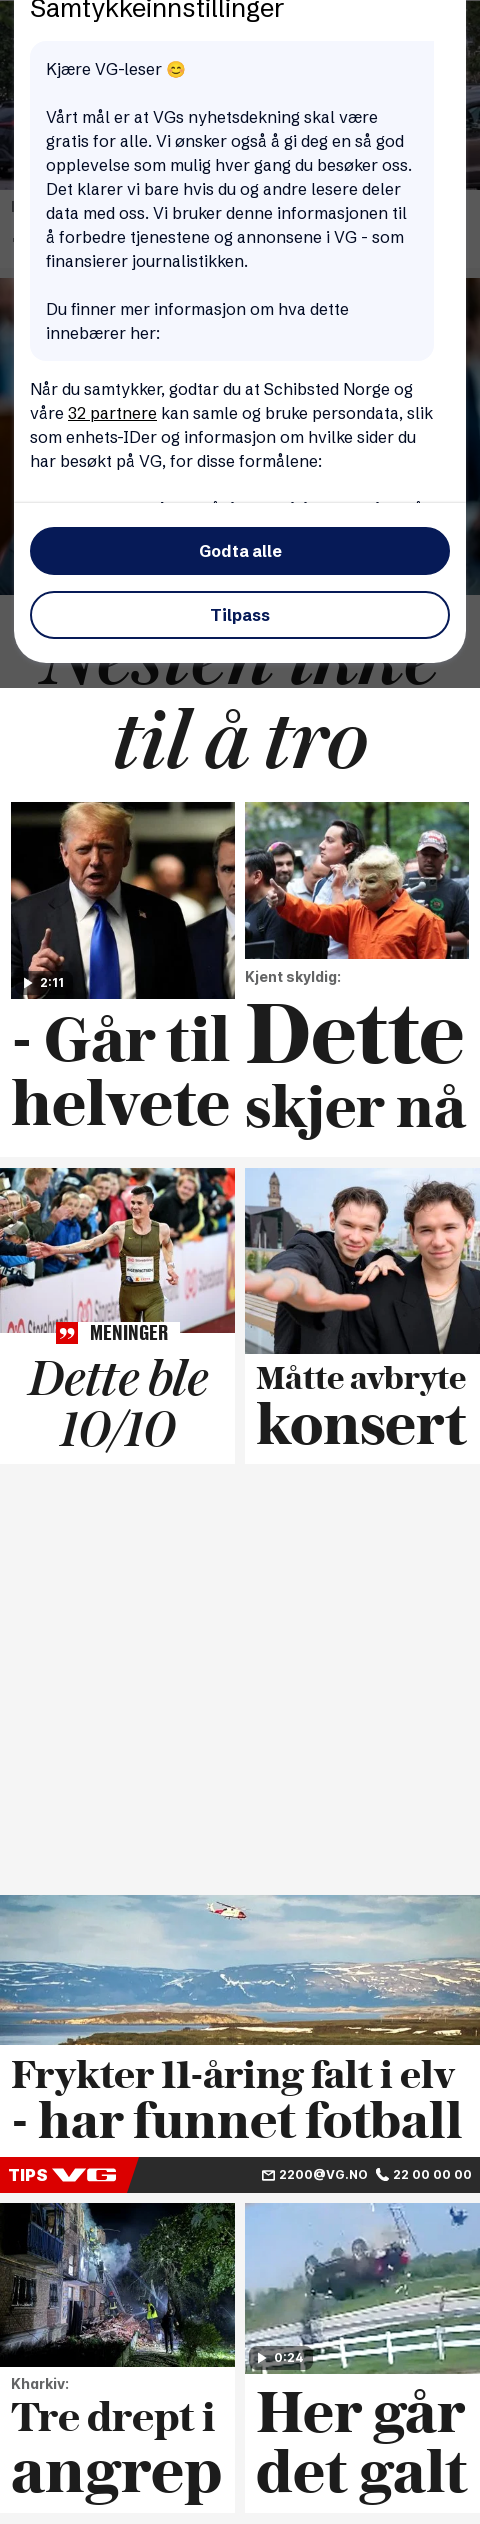 Samtykkeinnstillinger
Kjære VG-leser 😊
Vårt mål er at VGs nyhetsdekning skal være
gratis for alle. Vi ønsker også å gi deg en så god
opplevelse som mulig hver gang du besøker oss.
Det klarer vi bare hvis du og andre lesere deler
data med oss. Vi bruker denne informasjonen til
å forbedre tjenestene og annonsene i VG - som
finansierer journalistikken.
Du finner mer informasjon om hva dette
innebærer her:
Når du samtykker, godtar du at Schibsted Norge og
våre 32 partnere kan samle og bruke persondata, slik
som enhets-IDer og informasjon om hvilke sider du
har besøkt på VG, for disse formålene:
Godta alle
Tilpass
Nesten ikke
til å tro
2:11
- Går til
helvete
Kjent skyldig:
Dette
skjer nå
MENINGER
Dette ble
10/10
Måtte avbryte
konsert
Frykter 11-åring falt i elv
- har funnet fotball
TIPS VG 2200@VG.NO 22 00 00 00
Kharkiv:
Tre drept i
angrep
0:24
Her går
det galt